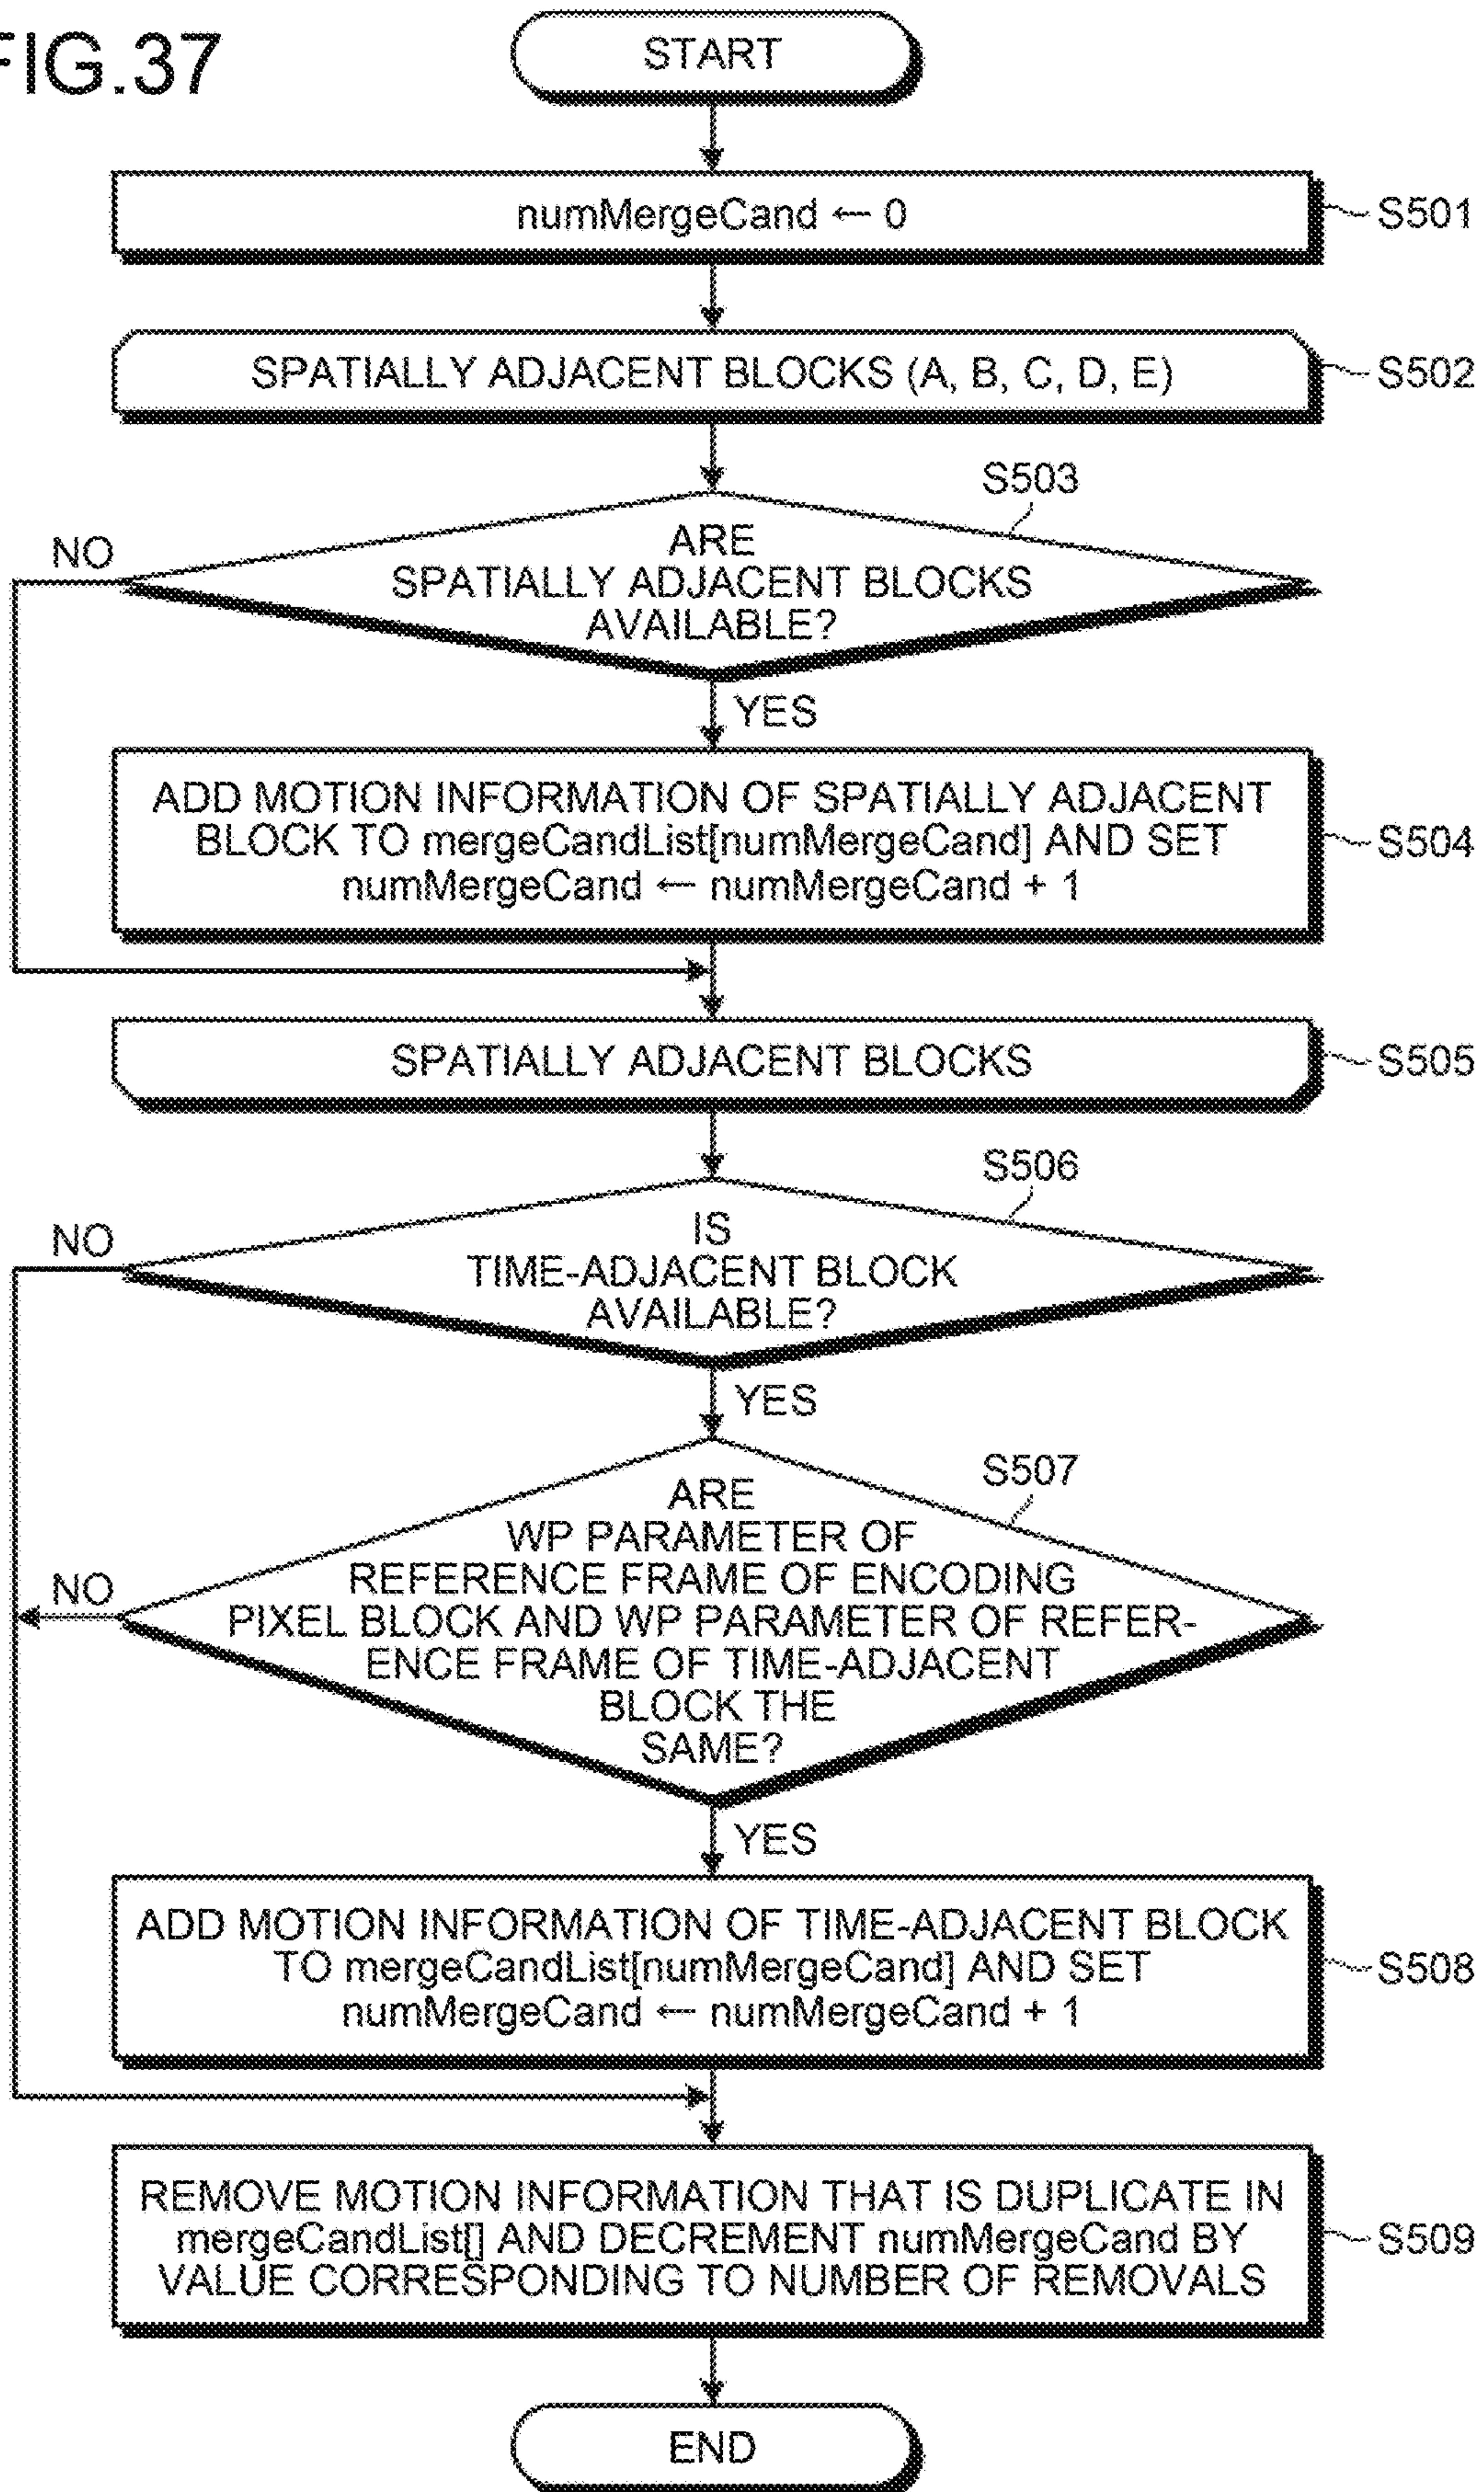 FIG.37
START
numMergeCand ← 0
S501
SPATIALLY ADJACENT BLOCKS (A, B, C, D, E)
S502
S503
ARE
SPATIALLY ADJACENT BLOCKS
AVAILABLE?
NO
YES
ADD MOTION INFORMATION OF SPATIALLY ADJACENT
BLOCK TO mergeCandList[numMergeCand] AND SET
numMergeCand ← numMergeCand + 1
S504
SPATIALLY ADJACENT BLOCKS
S505
S506
IS
TIME-ADJACENT BLOCK
AVAILABLE?
NO
YES
S507
ARE
WP PARAMETER OF
REFERENCE FRAME OF ENCODING
PIXEL BLOCK AND WP PARAMETER OF REFER-
ENCE FRAME OF TIME-ADJACENT
BLOCK THE
SAME?
NO
YES
ADD MOTION INFORMATION OF TIME-ADJACENT BLOCK
TO mergeCandList[numMergeCand] AND SET
numMergeCand ← numMergeCand + 1
S508
REMOVE MOTION INFORMATION THAT IS DUPLICATE IN
mergeCandList[] AND DECREMENT numMergeCand BY
VALUE CORRESPONDING TO NUMBER OF REMOVALS
S509
END